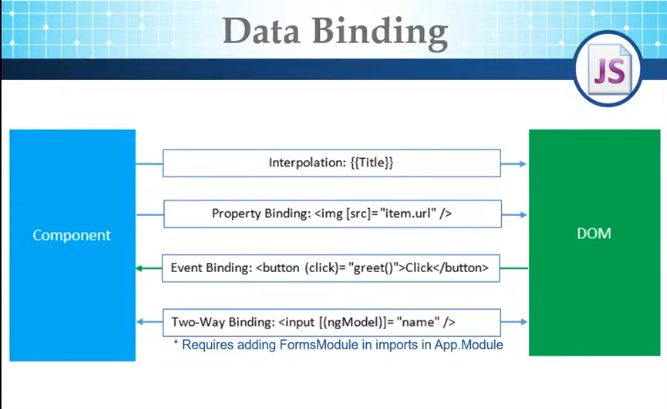 Data Binding
JS
Interpolation: {{Title}}
Property Binding: <img [src]="item.url" />
Component
DOM
Event Binding: <button (click)="greet()">Click</button>
Two-Way Binding: <input [(ngModel)]="name" />
* Requires adding FormsModule in imports in App.Module